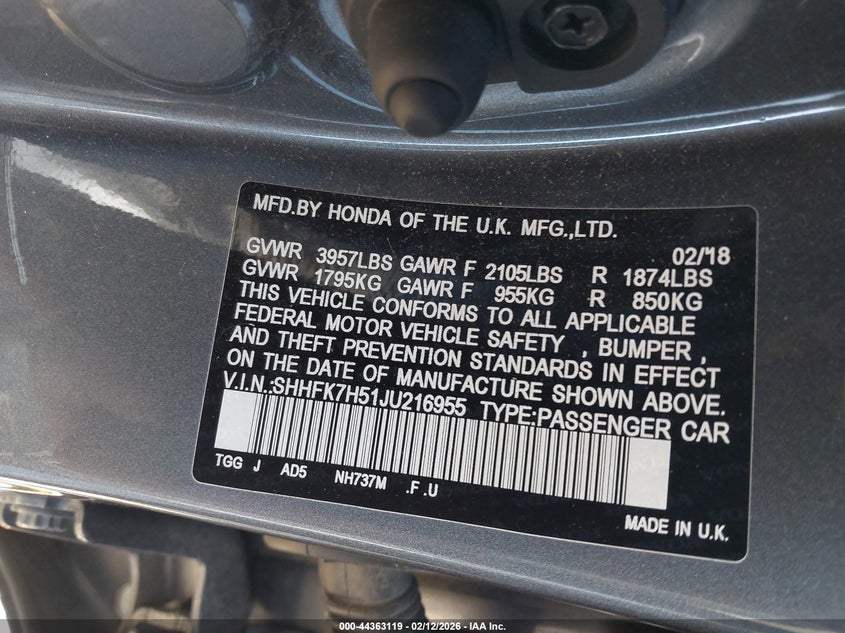 MFD.BY HONDA OF THE U.K. MFG.,LTD.
02/18
GVWR 3957LBS GAWR F 2105LBS R 1874LBS
GVWR 1795KG GAWR F 955KG R 850KG
THIS VEHICLE CONFORMS TO ALL APPLICABLE
FEDERAL MOTOR VEHICLE SAFETY , BUMPER ,
AND THEFT PREVENTION STANDARDS IN EFFECT
ON THE DATE OF MANUFACTURE SHOWN ABOVE.
V.I.N.:SHHFK7H51JU216955 TYPE:PASSENGER CAR
TGG J AD5 NH737M .F .U
MADE IN U.K.
000-44363119 - 02/12/2026 - IAA Inc.